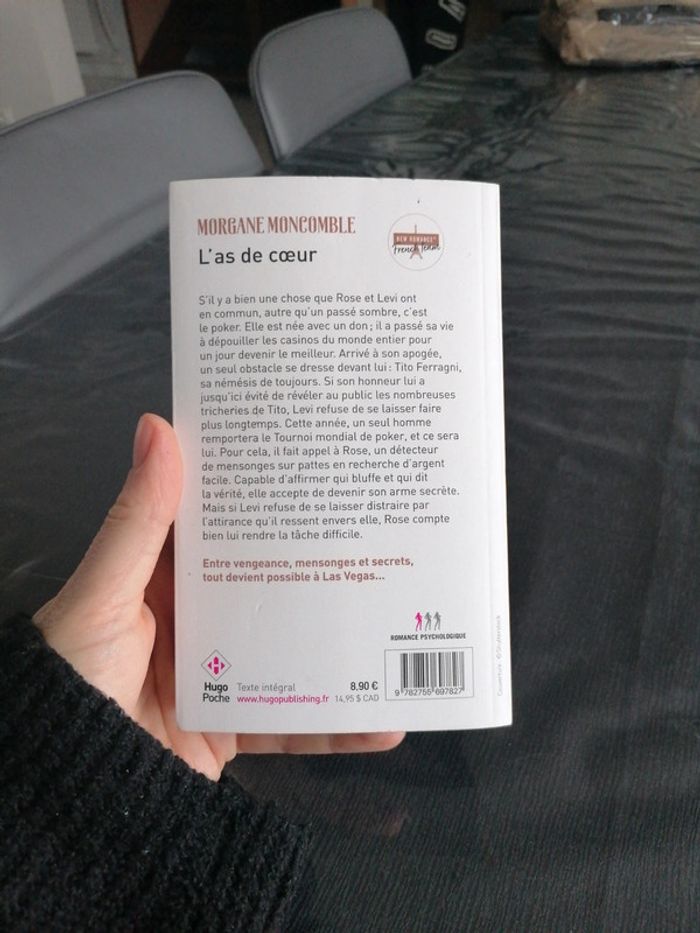 MORGANE MONCOMBLE
L'as de cœur
NEW ROMANCE®
French Team
S'il y a bien une chose que Rose et Levi ont
en commun, autre qu'un passé sombre, c'est
le poker. Elle est née avec un don ; il a passé sa vie
à dépouiller les casinos du monde entier pour
un jour devenir le meilleur. Arrivé à son apogée,
un seul obstacle se dresse devant lui : Tito Ferragni,
sa némésis de toujours. Si son honneur lui a
jusqu'ici évité de révéler au public les nombreuses
tricheries de Tito, Levi refuse de se laisser faire
plus longtemps. Cette année, un seul homme
remportera le Tournoi mondial de poker, et ce sera
lui. Pour cela, il fait appel à Rose, un détecteur
de mensonges sur pattes en recherche d'argent
facile. Capable d'affirmer qui bluffe et qui dit
la vérité, elle accepte de devenir son arme secrète.
Mais si Levi refuse de se laisser distraire par
l'attirance qu'il ressent envers elle, Rose compte
bien lui rendre la tâche difficile.
Entre vengeance, mensonges et secrets,
tout devient possible à Las Vegas...
ROMANCE PSYCHOLOGIQUE
Hugo
Poche
Texte intégral
www.hugopublishing.fr
8,90 €
14,95 $ CAD
9 782755 697827
Couverture : ©Shutterstock